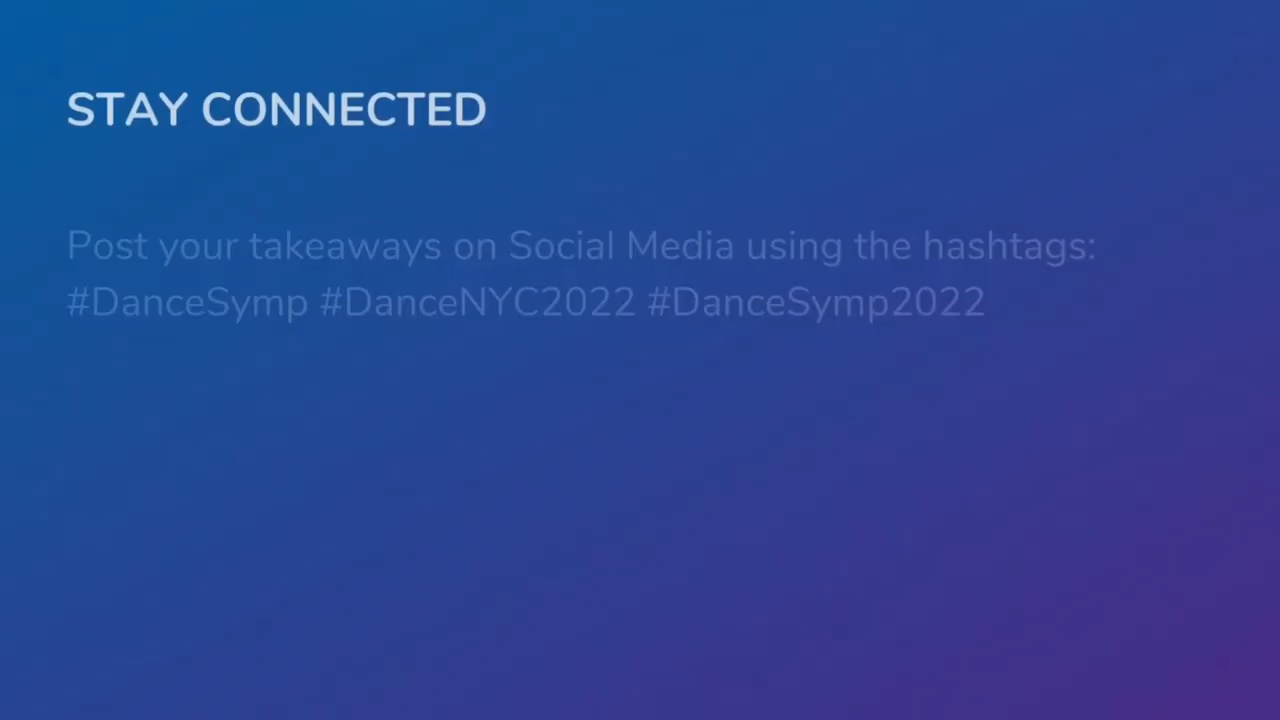 STAY CONNECTED
Post your takeaways on Social Media using the hashtags:
#DanceSymp #DanceNYC2022 #DanceSymp2022